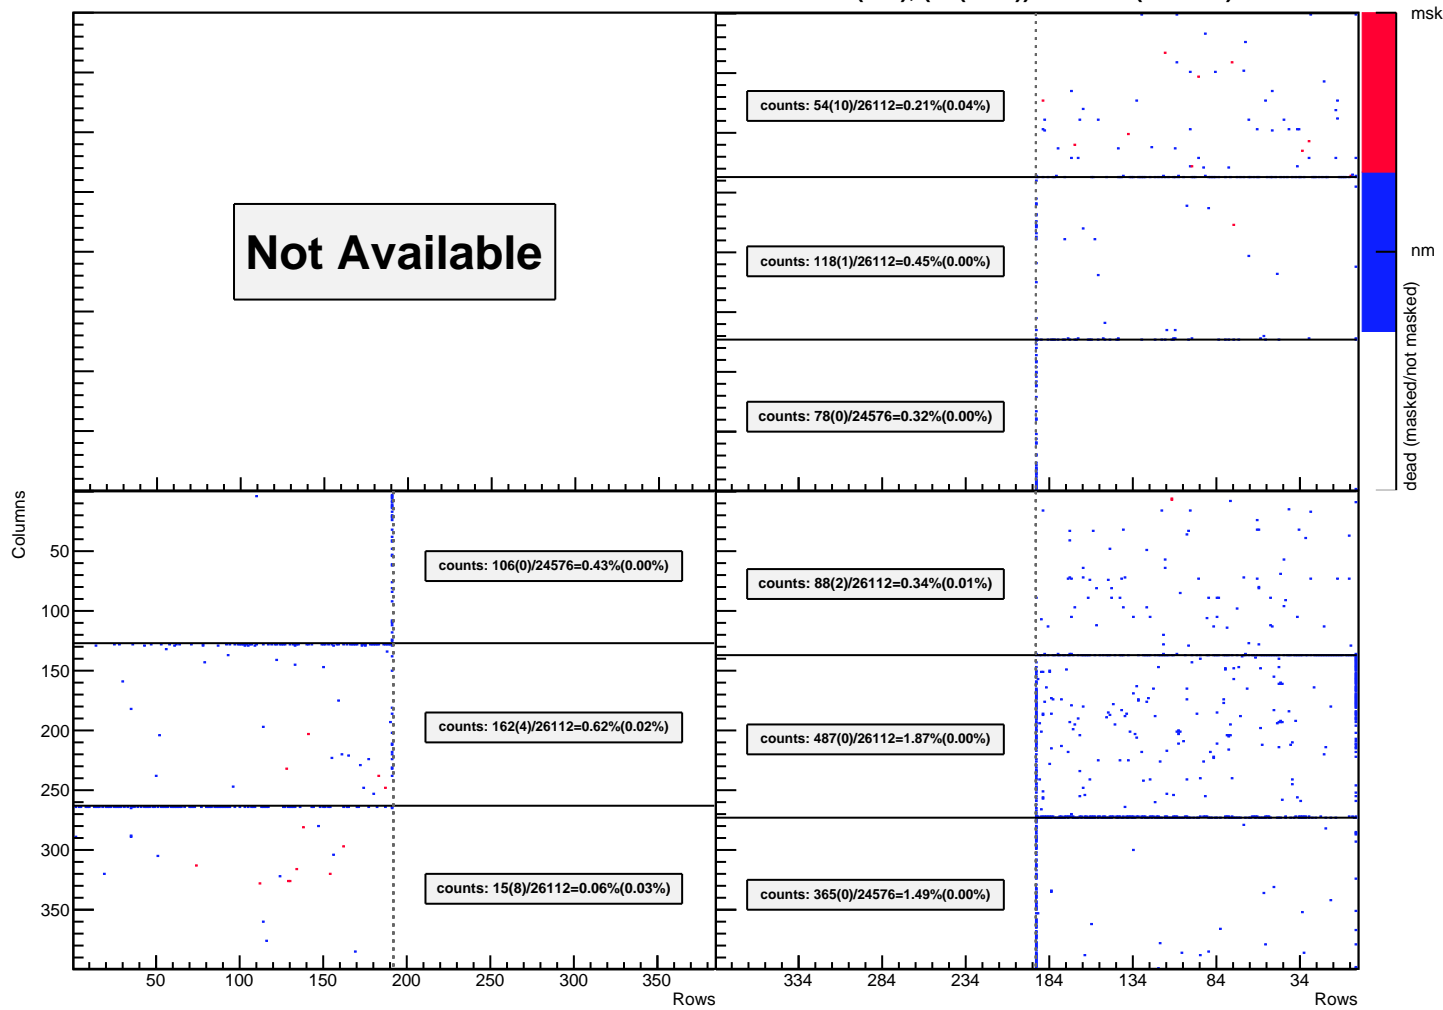 msk
counts: 54(10)/26112=0.21%(0.04%)
Not Available
counts: 118(1)/26112=0.45%(0.00%)
nm
dead (masked/not masked)
counts: 78(0)/24576=0.32%(0.00%)
Columns
50
counts: 106(0)/24576=0.43%(0.00%)
counts: 88(2)/26112=0.34%(0.01%)
100
150
200
counts: 162(4)/26112=0.62%(0.02%)
counts: 487(0)/26112=1.87%(0.00%)
250
300
350
counts: 15(8)/26112=0.06%(0.03%)
counts: 365(0)/24576=1.49%(0.00%)
50 100 150 200 250 300 350 334 284 234 184 134 84 34
Rows Rows